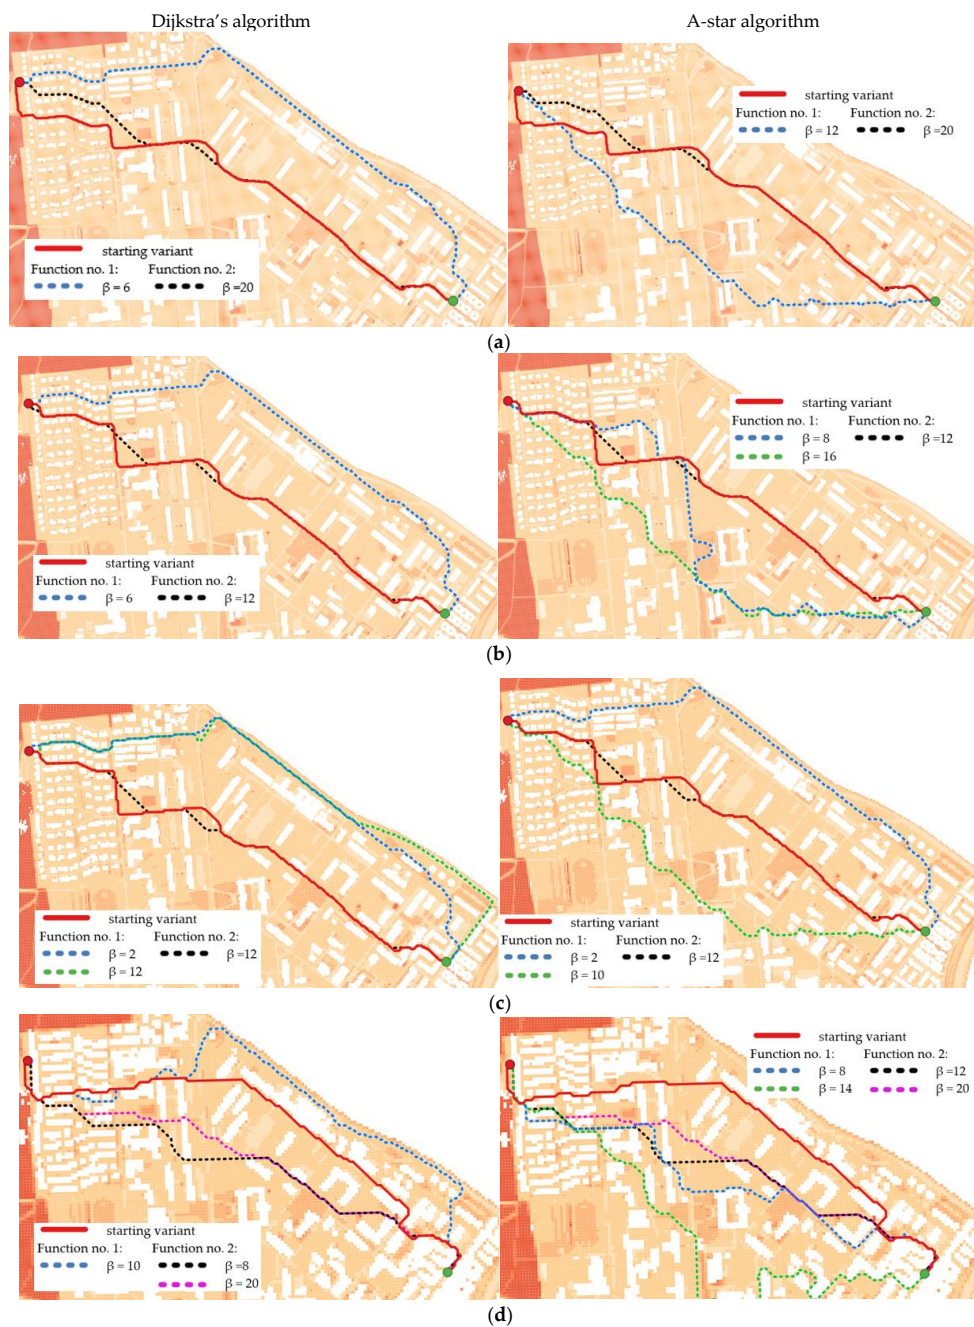 Dijkstra's algorithm
A-star algorithm
starting variant
Function no. 1: Function no. 2:
β = 6 β =20
starting variant
Function no. 1: Function no. 2:
β = 12 β =20
(a)
starting variant
Function no. 1: Function no. 2:
β = 6 β =12
starting variant
Function no. 1: Function no. 2:
β = 8 β =12
β = 16
(b)
starting variant
Function no. 1: Function no. 2:
β = 2 β =12
β = 12
starting variant
Function no. 1: Function no. 2:
β = 2 β =12
β = 10
(c)
starting variant
Function no. 1: Function no. 2:
β = 10 β =8
β = 20
starting variant
Function no. 1: Function no. 2:
β = 8 β =12
β = 14 β = 20
(d)